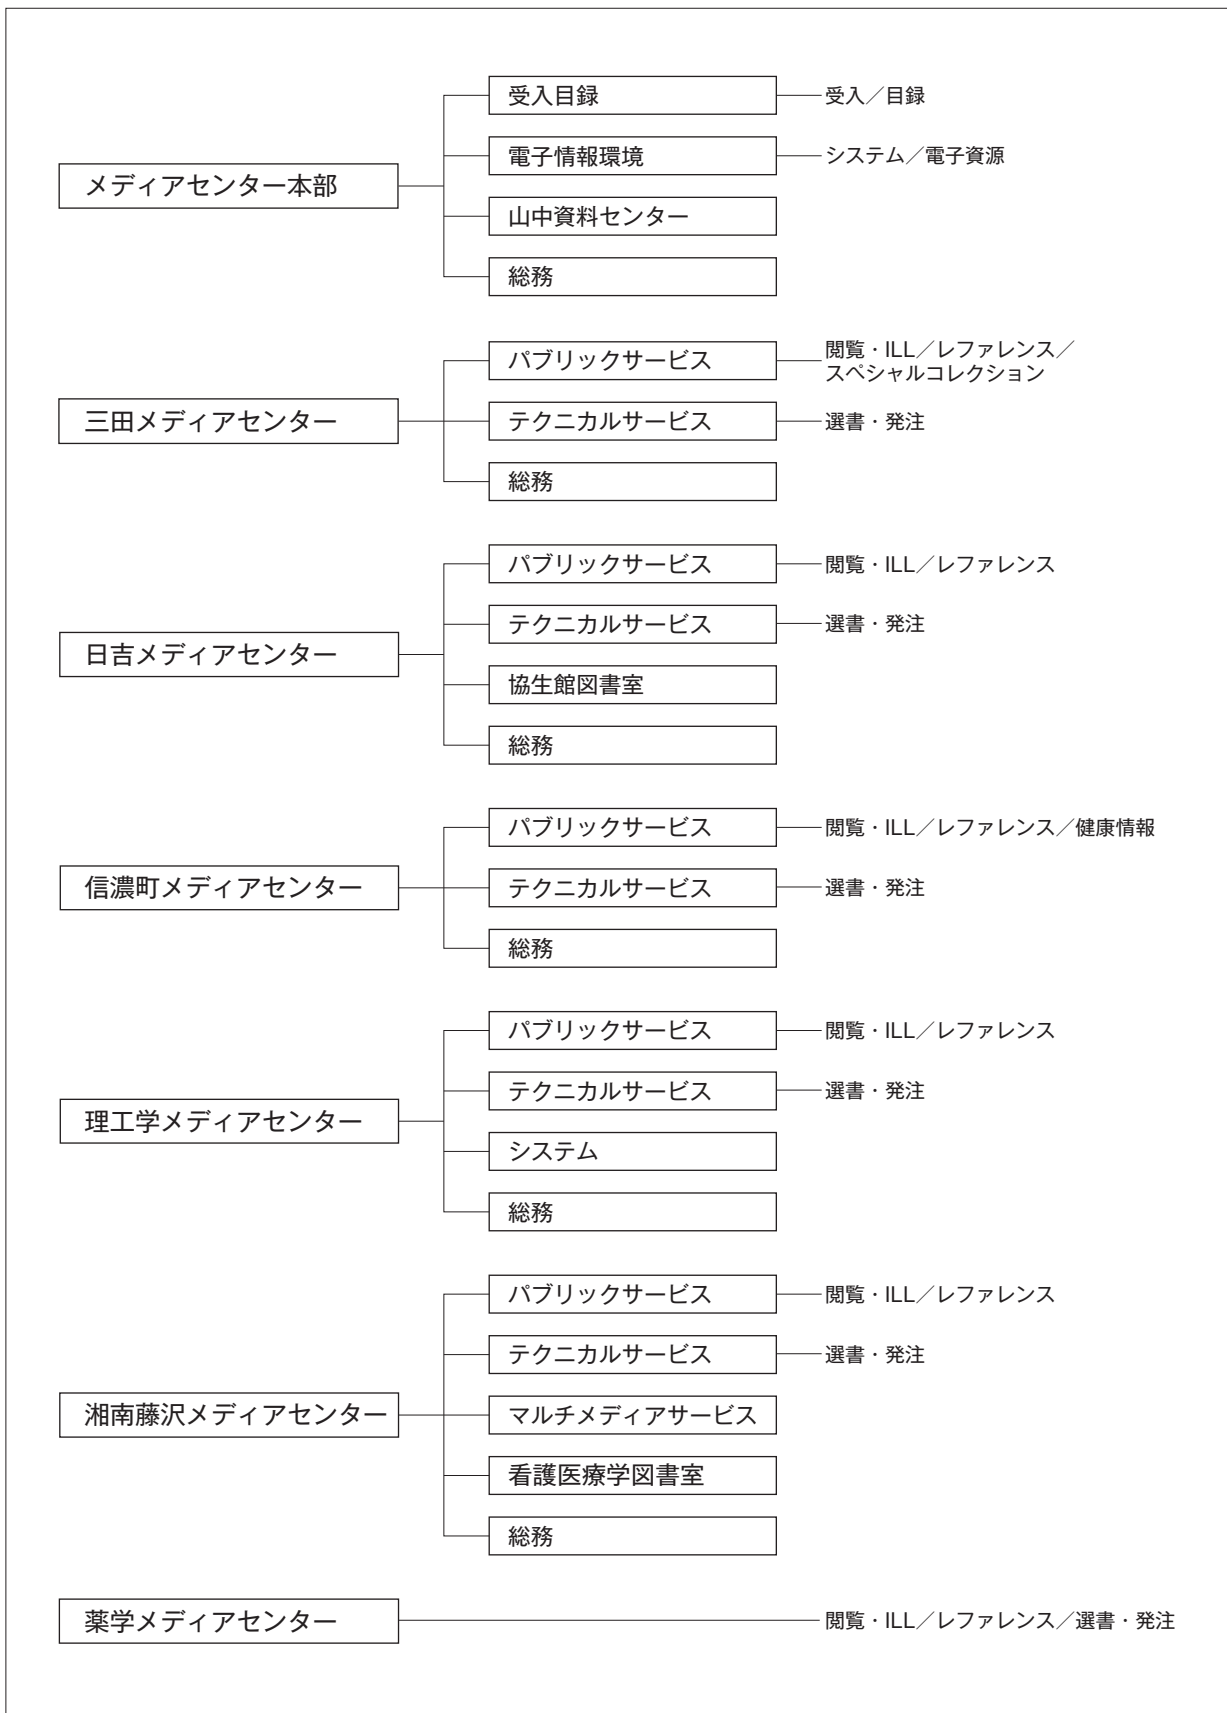 メディアセンター本部
受入目録
受入／目録
電子情報環境
システム／電子資源
山中資料センター
総務
三田メディアセンター
パブリックサービス
閲覧・ILL／レファレンス／
スペシャルコレクション
テクニカルサービス
選書・発注
総務
日吉メディアセンター
パブリックサービス
閲覧・ILL／レファレンス
テクニカルサービス
選書・発注
協生館図書室
総務
信濃町メディアセンター
パブリックサービス
閲覧・ILL／レファレンス／健康情報
テクニカルサービス
選書・発注
総務
理工学メディアセンター
パブリックサービス
閲覧・ILL／レファレンス
テクニカルサービス
選書・発注
システム
総務
湘南藤沢メディアセンター
パブリックサービス
閲覧・ILL／レファレンス
テクニカルサービス
選書・発注
マルチメディアサービス
看護医療学図書室
総務
薬学メディアセンター
閲覧・ILL／レファレンス／選書・発注